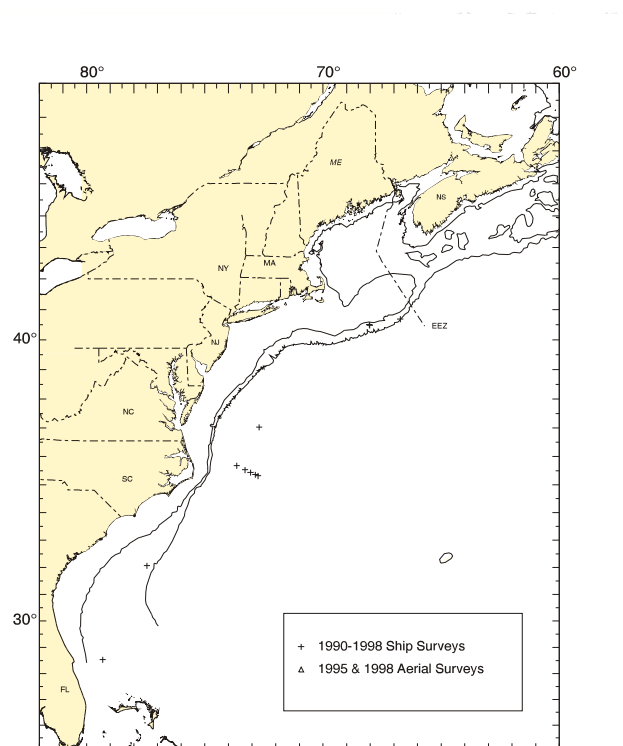 80° 70° 60°
ME
NS
NY MA
EEZ
40° NJ
NC
SC
30°
+ 1990-1998 Ship Surveys
△ 1995 & 1998 Aerial Surveys
FL